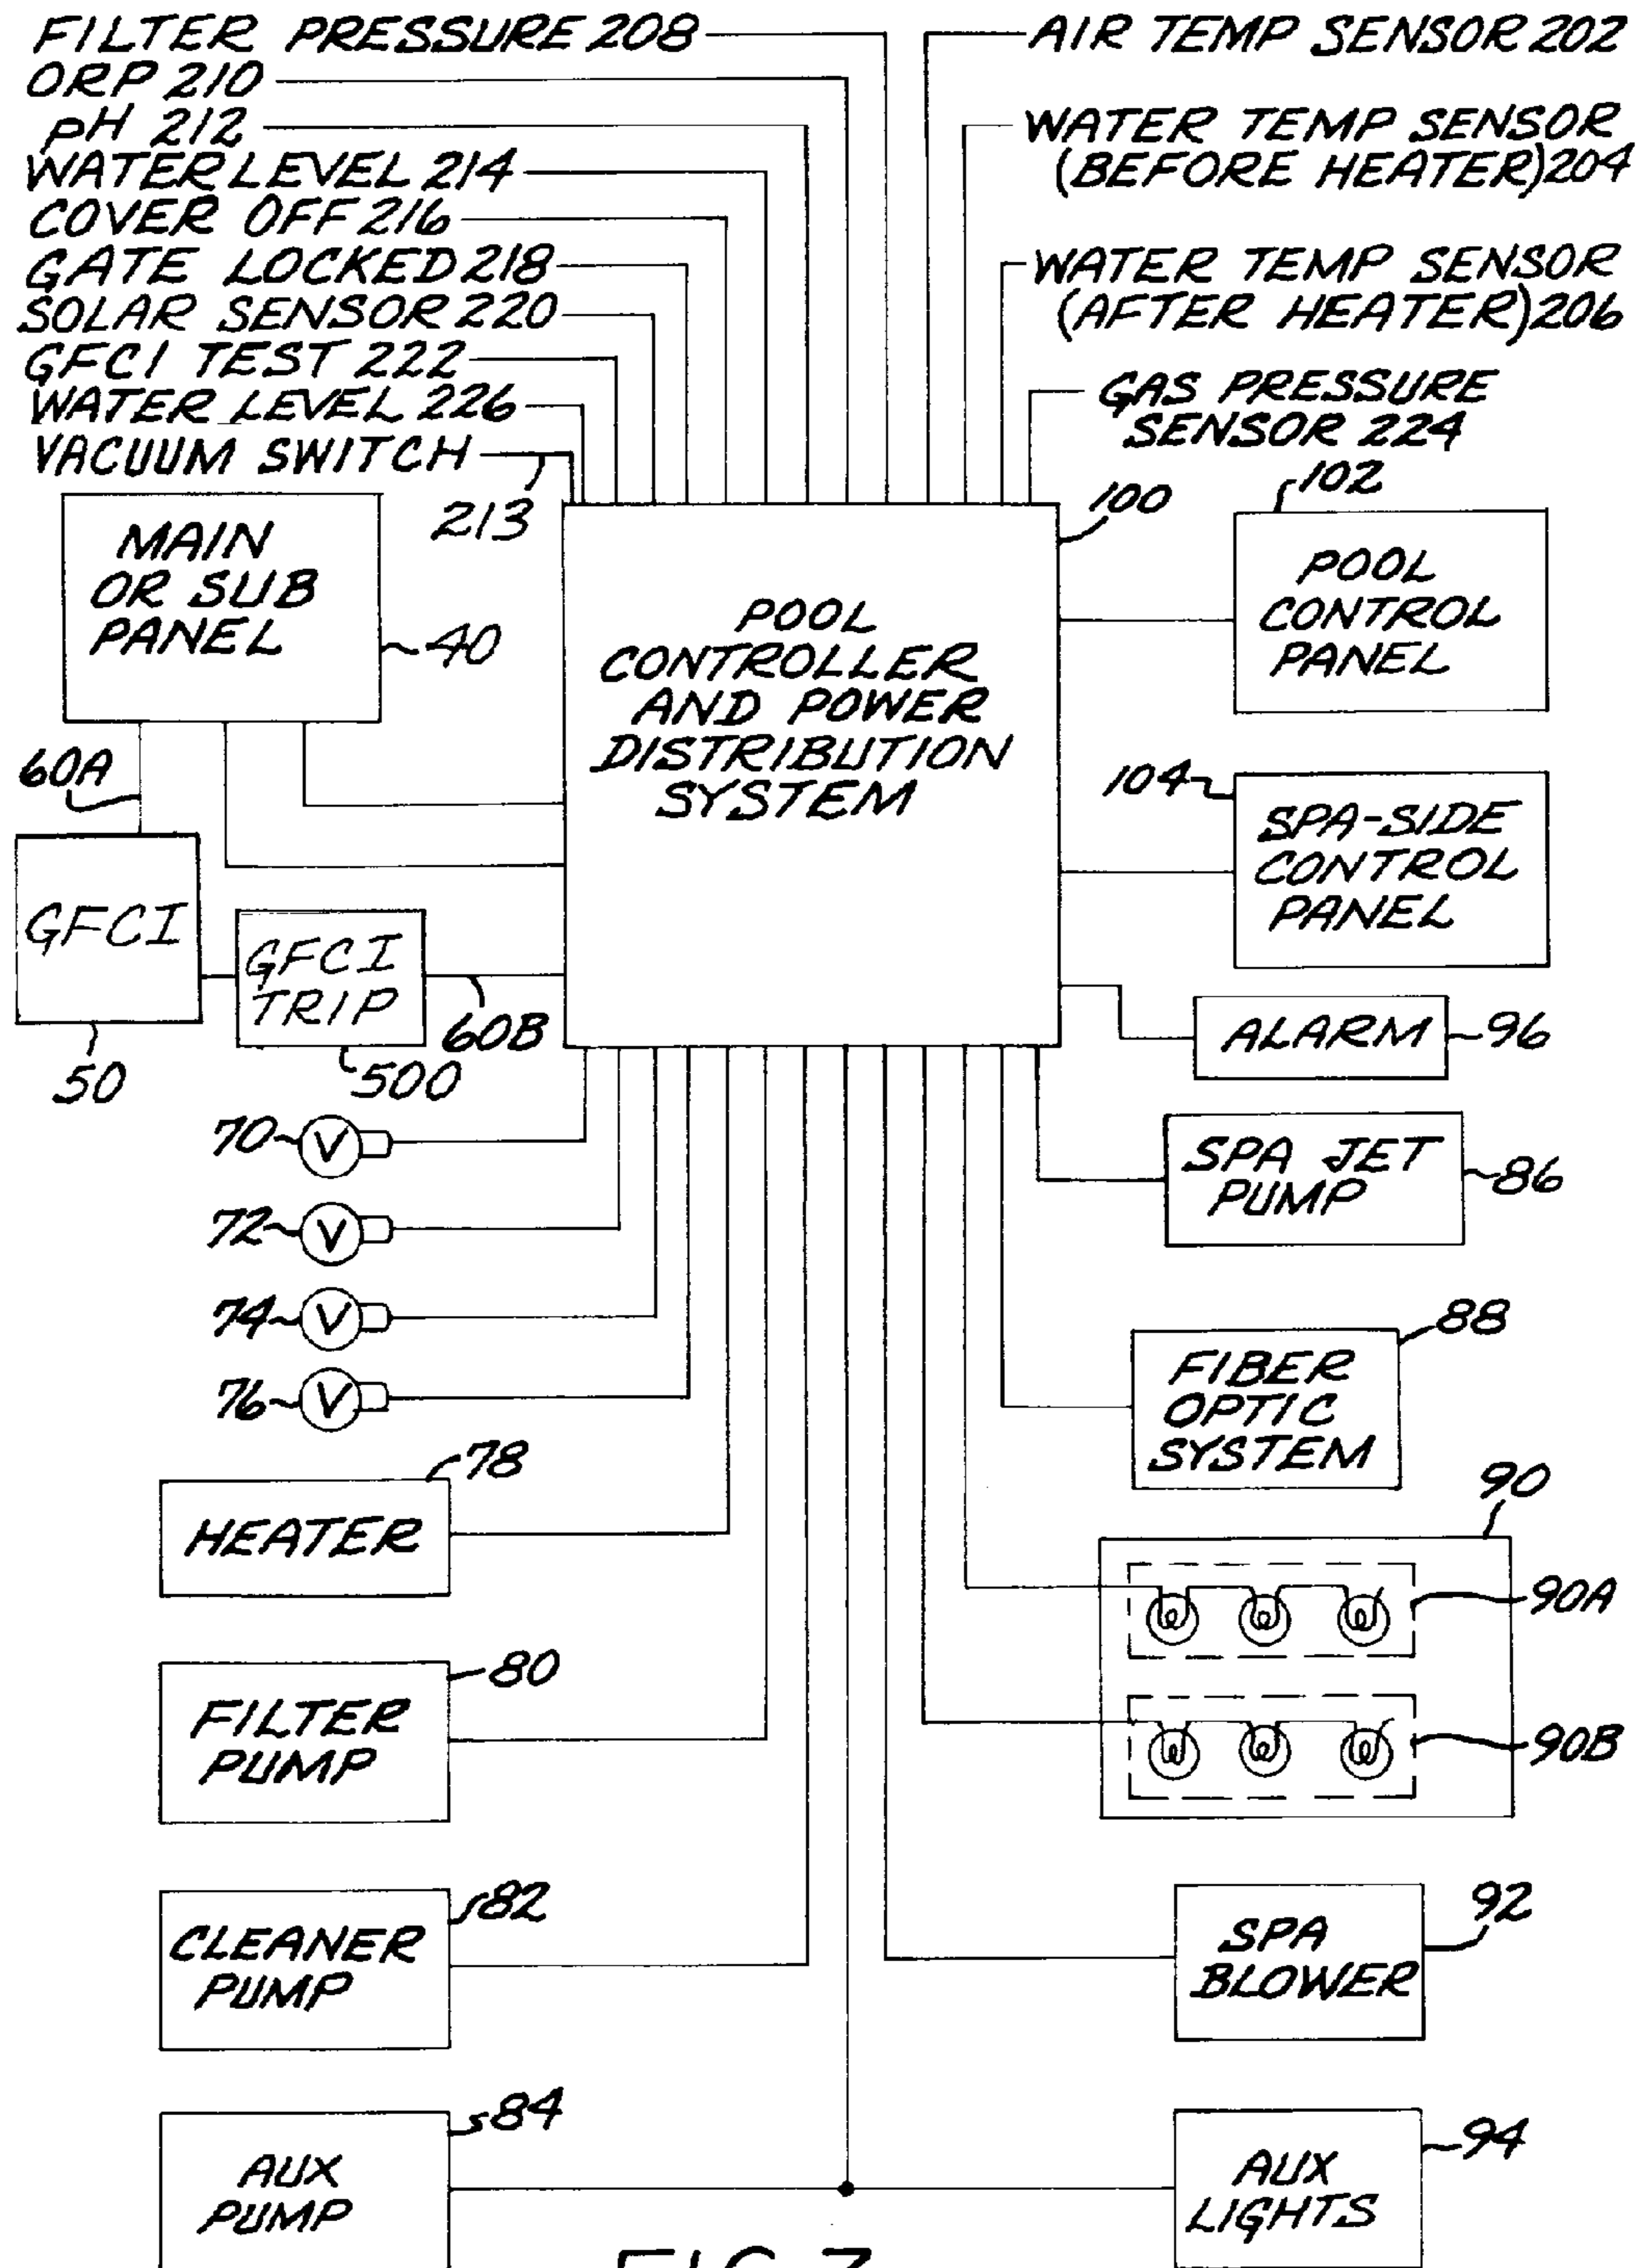 FILTER PRESSURE 208
ORP 210
PH 212
WATER LEVEL 214
COVER OFF 216
GATE LOCKED 218
SOLAR SENSOR 220
GFCI TEST 222
WATER LEVEL 226
VACUUM SWITCH
213
AIR TEMP SENSOR 202
WATER TEMP SENSOR
(BEFORE HEATER) 204
WATER TEMP SENSOR
(AFTER HEATER) 206
GAS PRESSURE
SENSOR 224
MAIN
OR SUB
PANEL
40
100
POOL
CONTROLLER
AND POWER
DISTRIBUTION
SYSTEM
102
POOL
CONTROL
PANEL
60A
104
SPA-SIDE
CONTROL
PANEL
GFCI
50
GFCI
TRIP
500
60B
ALARM
96
70
V
72
V
74
V
76
V
SPA JET
PUMP
86
88
FIBER
OPTIC
SYSTEM
78
HEATER
90
90A
90B
80
FILTER
PUMP
82
CLEANER
PUMP
92
SPA
BLOWER
84
AUX
PUMP
94
AUX
LIGHTS